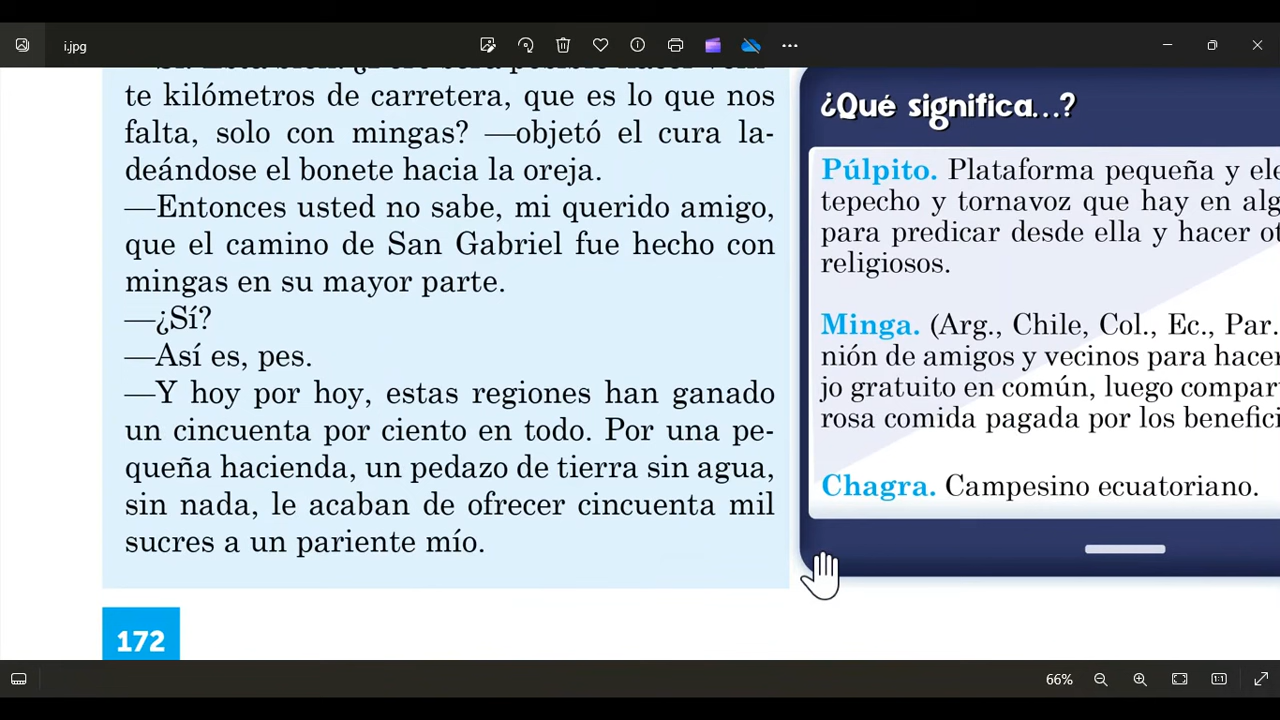 i.jpg
te kilómetros de carretera, que es lo que nos
falta, solo con mingas? —objetó el cura la-
deándose el bonete hacia la oreja.
—Entonces usted no sabe, mi querido amigo,
que el camino de San Gabriel fue hecho con
mingas en su mayor parte.
—¿Sí?
—Así es, pes.
—Y hoy por hoy, estas regiones han ganado
un cincuenta por ciento en todo. Por una pe-
queña hacienda, un pedazo de tierra sin agua,
sin nada, le acaban de ofrecer cincuenta mil
sucres a un pariente mío.
172
¿Qué significa...?
Púlpito. Plataforma pequeña y ele
tepecho y tornavoz que hay en alg
para predicar desde ella y hacer ot
religiosos.
Minga. (Arg., Chile, Col., Ec., Par.
nión de amigos y vecinos para hacer
jo gratuito en común, luego compar
rosa comida pagada por los benefici
Chagra. Campesino ecuatoriano.
66%
1:1